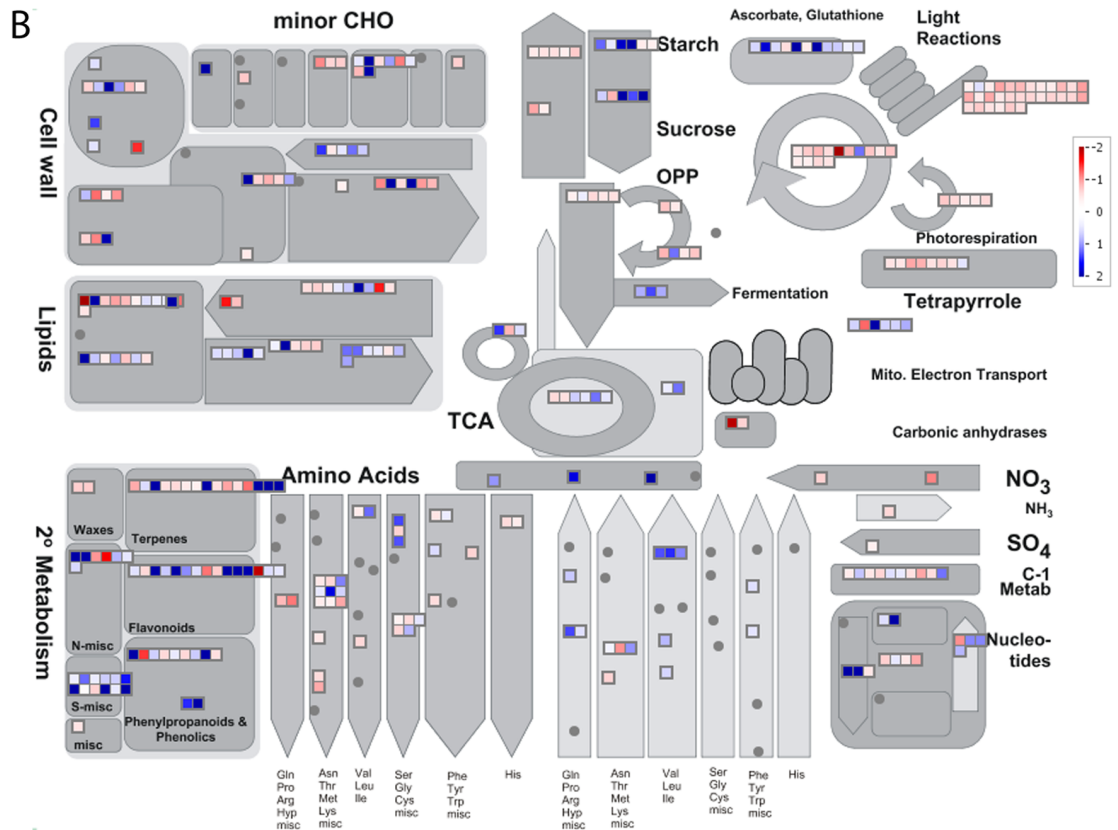 B
minor CHO
Ascorbate, Glutathione
Light
Reactions
Starch
Cell wall
Sucrose
-2
-1
0
1
2
OPP
Photorespiration
Lipids
Fermentation
Tetrapyrrole
Mito. Electron Transport
TCA
Carbonic anhydrases
Amino Acids
NO3
NH3
Waxes
Terpenes
SO4
2º Metabolism
C-1
Metab
N-misc
Flavonoids
Nucleo-
tides
S-misc
Phenylpropanoids &
Phenolics
misc
Gln
Pro
Arg
Hyp
misc
Asn
Thr
Met
Lys
misc
Val
Leu
Ile
Ser
Gly
Cys
misc
Phe
Tyr
Trp
misc
His
Gln
Pro
Arg
Hyp
misc
Asn
Thr
Met
Lys
misc
Val
Leu
Ile
Ser
Gly
Cys
misc
Phe
Tyr
Trp
misc
His